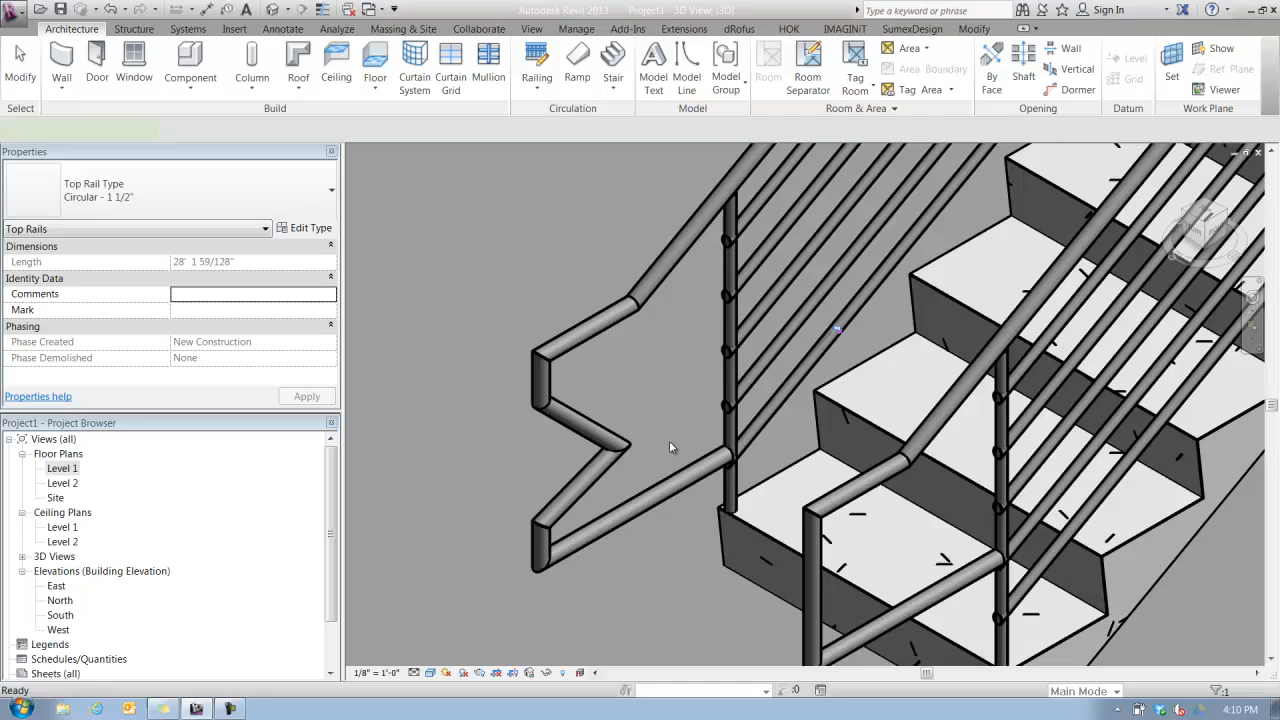 Autodesk Revit 2013 Project1 - 3D View: {3D}
Type a keyword or phrase
Sign In
Architecture Structure Systems Insert Annotate Analyze Massing & Site Collaborate View Manage Add-Ins Extensions dRofus HOK IMAGINiT SumexDesign Modify
Modify Wall Door Window Component Column Roof Ceiling Floor Curtain System Curtain Grid Mullion Railing Ramp Stair Model Text Model Line Model Group Room Room Separator Tag Room
Area
Area Boundary
Tag Area
By Face Shaft
Wall
Vertical
Dormer
Level
Grid
Set
Show
Ref Plane
Viewer
Select Build Circulation Model Room & Area Opening Datum Work Plane
Properties
Top Rail Type
Circular - 1 1/2"
Top Rails Edit Type
Dimensions
Length 28' 1 59/128"
Identity Data
Comments
Mark
Phasing
Phase Created New Construction
Phase Demolished None
Properties help Apply
Project1 - Project Browser
Views (all)
Floor Plans
Level 1
Level 2
Site
Ceiling Plans
Level 1
Level 2
3D Views
Elevations (Building Elevation)
East
North
South
West
Legends
Schedules/Quantities
Sheets (all)
1/8" = 1'-0"
Ready :0 Main Mode :1
4:10 PM